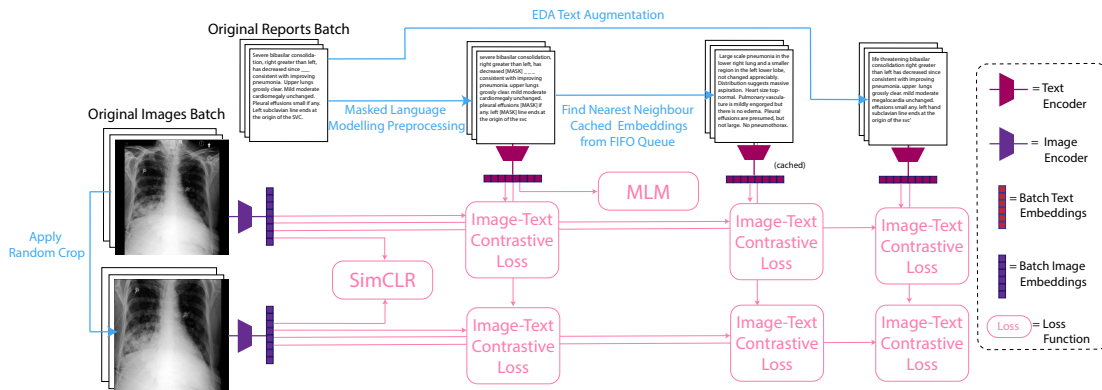 EDA Text Augmentation
Original Reports Batch
Severe bibasilar consolida-
tion, right greater than left,
has decreased since ___
consistent with improving
pneumonia. Upper lungs
grossly clear. Mild moderate
cardiomegaly unchanged.
Pleural effusions small if any.
Left subclavian line ends at
the origin of the SVC.
Masked Language
Modelling Preprocessing
severe bibasilar consolidation,
right greater than left, has
decreased [MASK] _ _ _
consistent with improving
pneumonia. upper lungs
grossly clear. mild moderate
cardiomegaly unchanged.
pleural effusions [MASK] if
any. left [MASK] line ends at
the origin of the svc
Find Nearest Neighbour
Cached Embeddings
from FIFO Queue
Large scale pneumonia in the
lower right lung and a smaller
region in the left lower lobe,
not changed appreciably.
Distribution suggests massive
aspiration. Heart size top-
normal. Pulmonary vascula-
ture is mildly engorged but
there is no edema. Pleural
effusions are presumed, but
not large. No pneumothorax.
life threatening bibasilar
consolidation right greater
than left has decreased since
consistent with improving
pneumonia. upper lungs
grossly clear. mild moderate
megalocardia unchanged.
effusions small any. left hand
subclavian line ends at the
origin of the svc'
(cached)
Original Images Batch
Apply
Random Crop
MLM
SimCLR
Image-Text
Contrastive
Loss
Image-Text
Contrastive
Loss
Image-Text
Contrastive
Loss
Image-Text
Contrastive
Loss
Image-Text
Contrastive
Loss
Image-Text
Contrastive
Loss
= Text
Encoder
= Image
Encoder
= Batch Text
Embeddings
= Batch Image
Embeddings
Loss
= Loss
Function